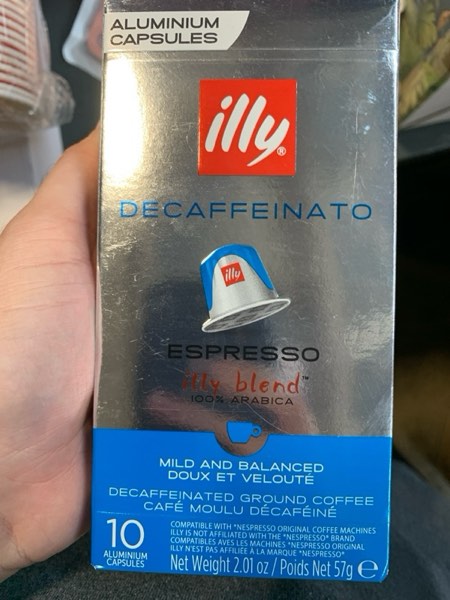 ALUMINIUM
CAPSULES
illy®
DECAFFEINATO
illy
ESPRESSO
illy blend™
100% ARABICA
MILD AND BALANCED
DOUX ET VELOUTÉ
DECAFFEINATED GROUND COFFEE
CAFÉ MOULU DÉCAFÉINÉ
10
ALUMINIUM
CAPSULES
COMPATIBLE WITH *NESPRESSO ORIGINAL COFFEE MACHINES
ILLY IS NOT AFFILIATED WITH THE *NESPRESSO* BRAND
COMPATIBLES AVEC LES MACHINES *NESPRESSO ORIGINAL
ILLY N'EST PAS AFFILIÉE À LA MARQUE *NESPRESSO*
Net Weight 2.01 oz / Poids Net 57g ℮